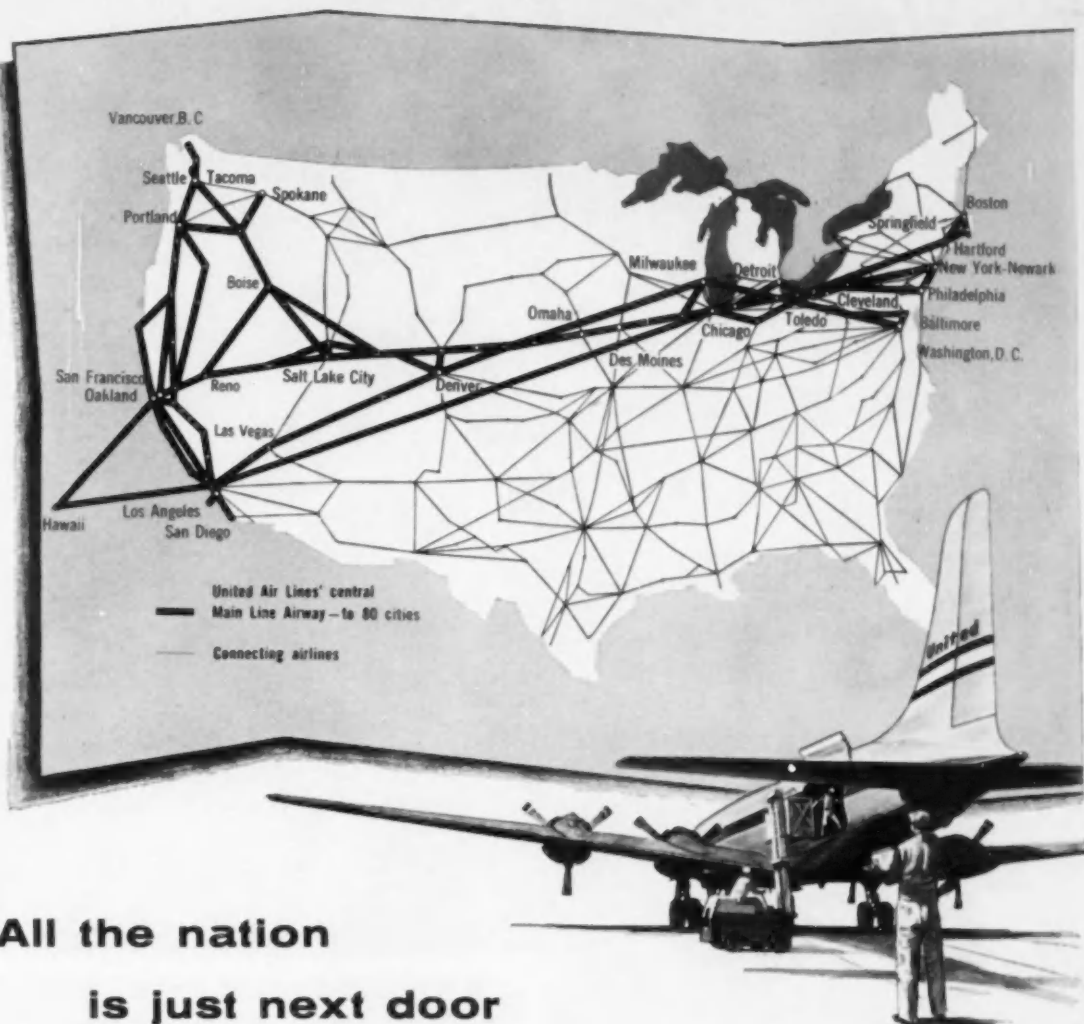 Vancouver, B.C
Seattle
Tacoma
Spokane
Portland
Boise
Springfield
Boston
Hartford
New York-Newark
Philadelphia
Baltimore
Washington, D. C.
Milwaukee
Detroit
Cleveland
Toledo
Chicago
Omaha
Des Moines
San Francisco
Oakland
Reno
Salt Lake City
Denver
Las Vegas
Los Angeles
San Diego
Hawaii
United Air Lines' central
Main Line Airway—to 80 cities
Connecting airlines
United
All the nation
is just next door